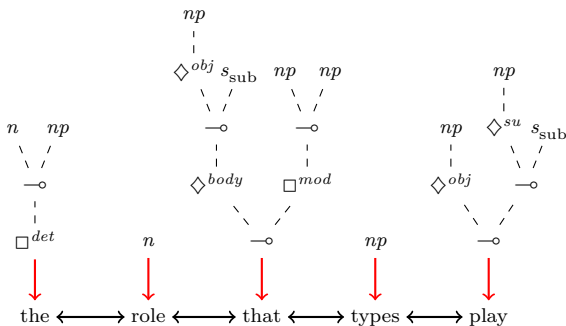 np
◇obj s_sub np np np
n np ⊸ ⊸ np ◇su s_sub
⊸ ◇body □mod ◇obj ⊸
□det n ⊸ np ⊸
the role that types play